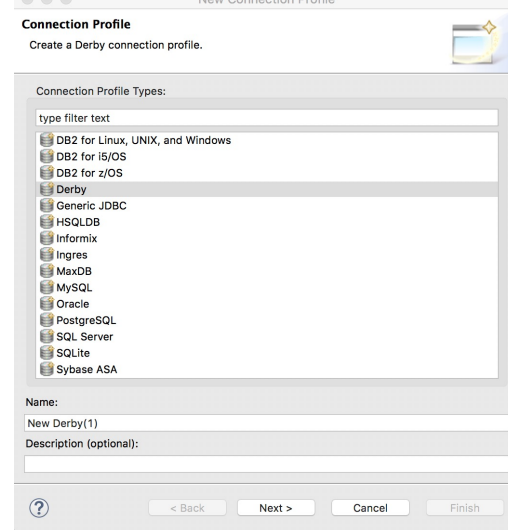 New Connection Profile
Connection Profile
Create a Derby connection profile.
Connection Profile Types:
type filter text
DB2 for Linux, UNIX, and Windows
DB2 for i5/OS
DB2 for z/OS
Derby
Generic JDBC
HSQLDB
Informix
Ingres
MaxDB
MySQL
Oracle
PostgreSQL
SQL Server
SQLite
Sybase ASA
Name:
New Derby(1)
Description (optional):
? < Back Next > Cancel Finish